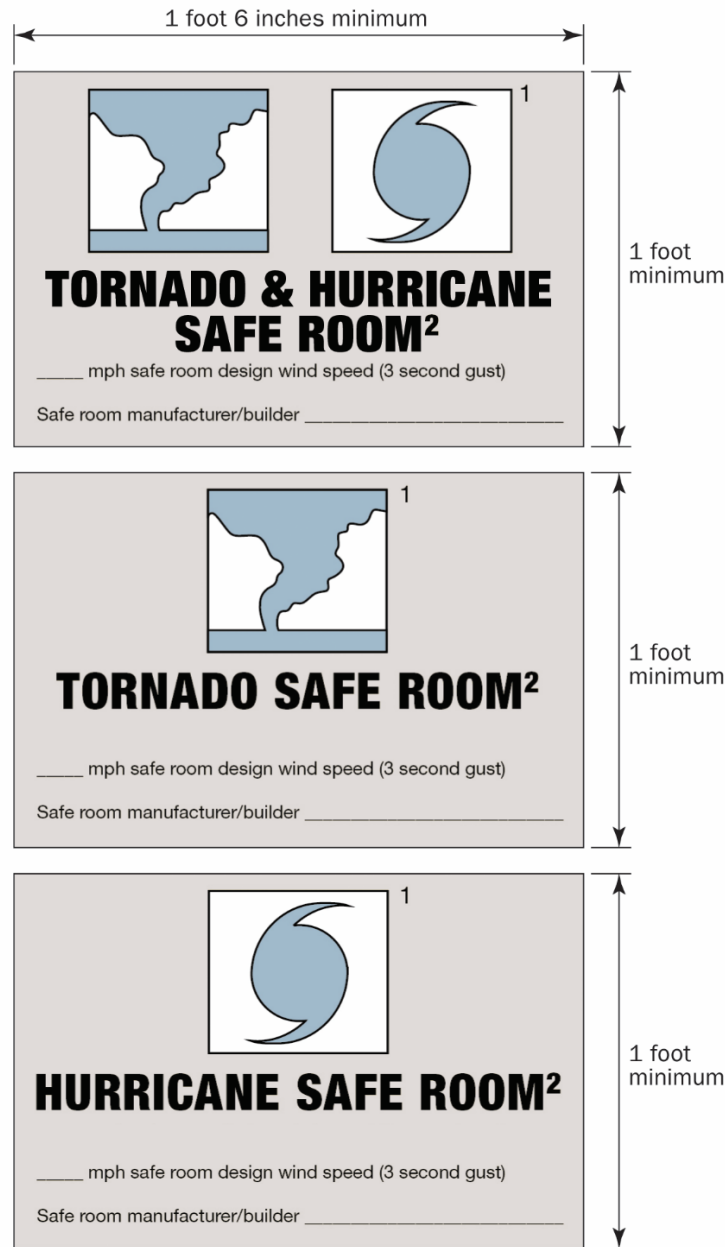 1 foot 6 inches minimum
1
1 foot
minimum
TORNADO & HURRICANE
SAFE ROOM²
_____ mph safe room design wind speed (3 second gust)
Safe room manufacturer/builder ____________________________
1
1 foot
minimum
TORNADO SAFE ROOM²
_____ mph safe room design wind speed (3 second gust)
Safe room manufacturer/builder ____________________________
1
1 foot
minimum
HURRICANE SAFE ROOM²
_____ mph safe room design wind speed (3 second gust)
Safe room manufacturer/builder ____________________________